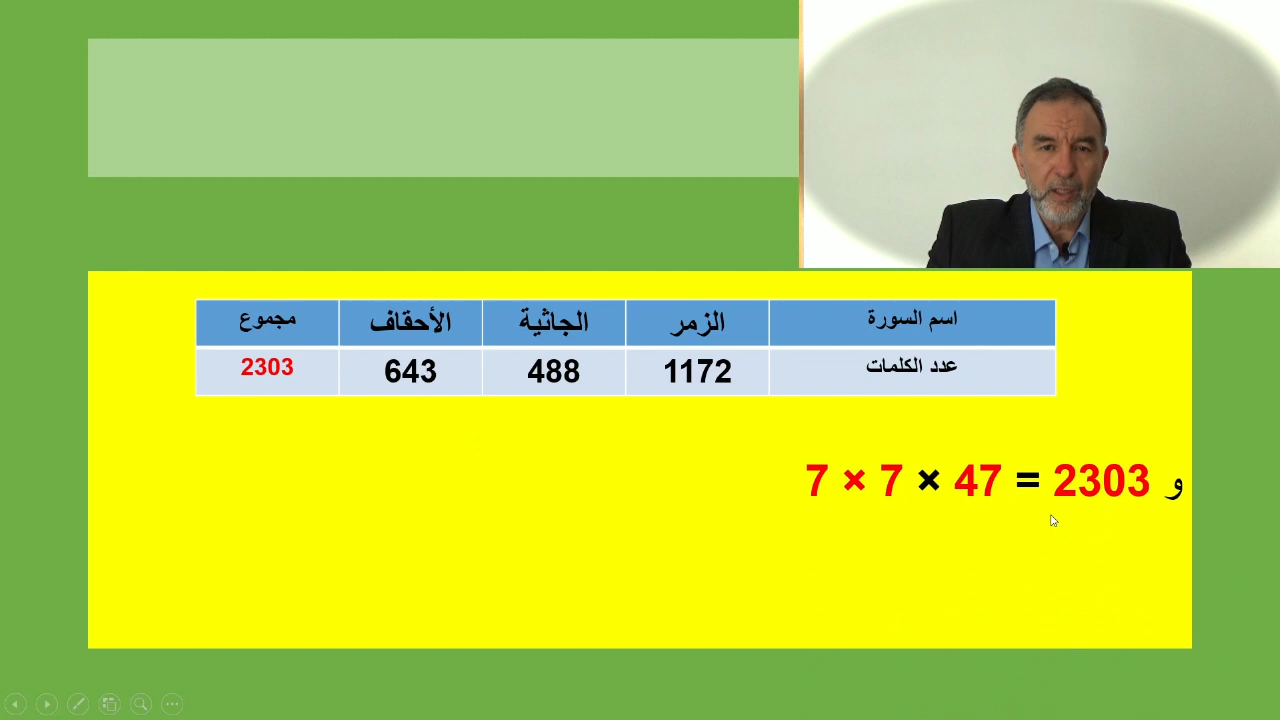 اسم السورة الزمر الجاثية الأحقاف مجموع
عدد الكلمات 1172 488 643 2303
و 2303 = 47 × 7 × 7